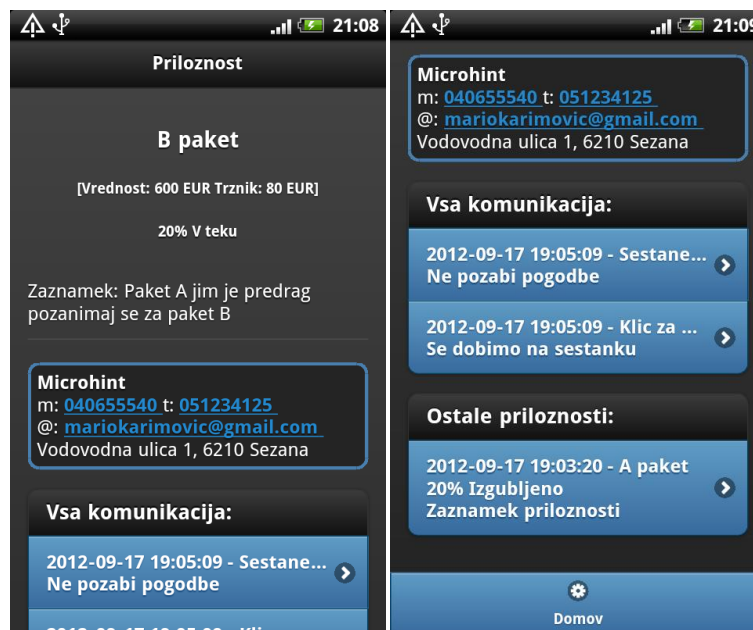 21:08
Priloznost
B paket
[Vrednost: 600 EUR Trznik: 80 EUR]
20% V teku
Zaznamek: Paket A jim je predrag
pozanimaj se za paket B
Microhint
m: 040655540 t: 051234125
@: mariokarimovic@gmail.com
Vodovodna ulica 1, 6210 Sezana
Vsa komunikacija:
2012-09-17 19:05:09 - Sestane...
Ne pozabi pogodbe
21:09
Microhint
m: 040655540 t: 051234125
@: mariokarimovic@gmail.com
Vodovodna ulica 1, 6210 Sezana
Vsa komunikacija:
2012-09-17 19:05:09 - Sestane...
Ne pozabi pogodbe
2012-09-17 19:05:09 - Klic za ...
Se dobimo na sestanku
Ostale priloznosti:
2012-09-17 19:03:20 - A paket
20% Izgubljeno
Zaznamek priloznosti
Domov